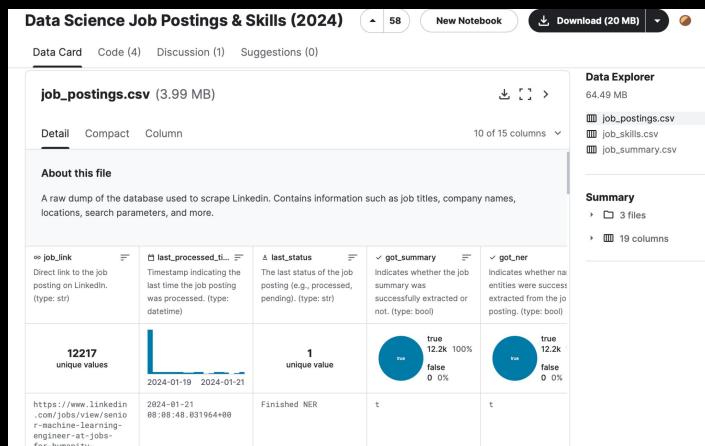 Data Science Job Postings & Skills (2024)
58
New Notebook
Download (20 MB)
Data Card
Code (4)
Discussion (1)
Suggestions (0)
job_postings.csv (3.99 MB)
Detail
Compact
Column
10 of 15 columns
About this file
A raw dump of the database used to scrape Linkedin. Contains information such as job titles, company names,
locations, search parameters, and more.
job_link
Direct link to the job
posting on LinkedIn.
(type: str)
last_processed_ti...
Timestamp indicating the
last time the job posting
was processed. (type:
datetime)
last_status
The last status of the job
posting (e.g., processed,
pending). (type: str)
got_summary
Indicates whether the job
summary was
successfully extracted or
not. (type: bool)
got_ner
Indicates whether
entities were
extracted from the
posting. (type: bool)
12217
unique values
2024-01-19
2024-01-21
1
unique value
true
true
12.2k 100%
false
0 0%
true
true
12.2k
false
0 0%
https://www.linkedin
.com/jobs/view/senio
r-machine-learning-
engineer-at-jobs-
for-humanity-
2024-01-21
08:08:48.031964+00
Finished NER
t
t
Data Explorer
64.49 MB
job_postings.csv
job_skills.csv
job_summary.csv
Summary
3 files
19 columns